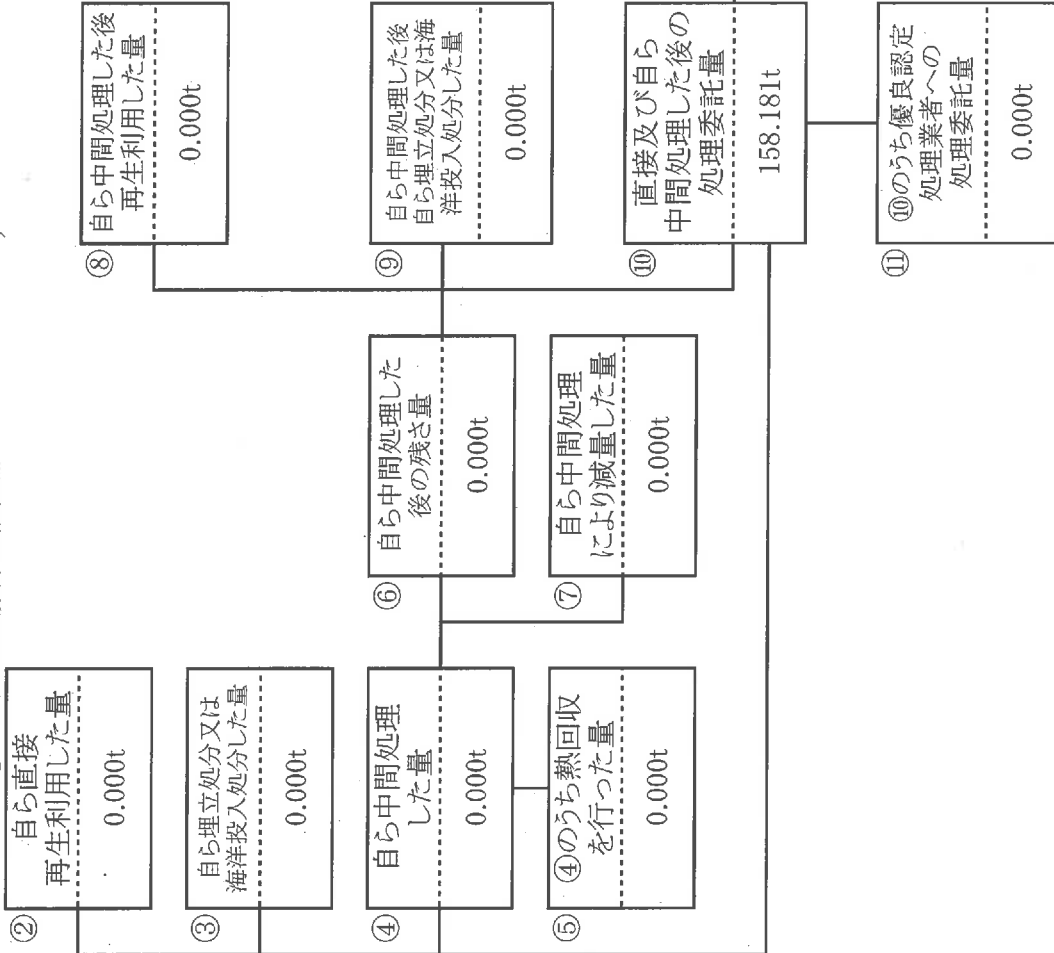 ②
自ら直接
再生利用した量
0.000t
③
自ら埋立処分又は
海洋投入処分した量
0.000t
④
自ら中間処理
した量
0.000t
⑤
④のうち熱回収
を行った量
0.000t
⑥
自ら中間処理した
後の残さ量
0.000t
⑦
自ら中間処理
により減量した量
0.000t
⑧
自ら中間処理した後
再生利用した量
0.000t
⑨
自ら中間処理した後
自ら埋立処分又は海
洋投入処分した量
0.000t
⑩
直接及び自ら
中間処理した後の
処理委託量
158.181t
⑪
⑩のうち優良認定
処理業者への
処理委託量
0.000t